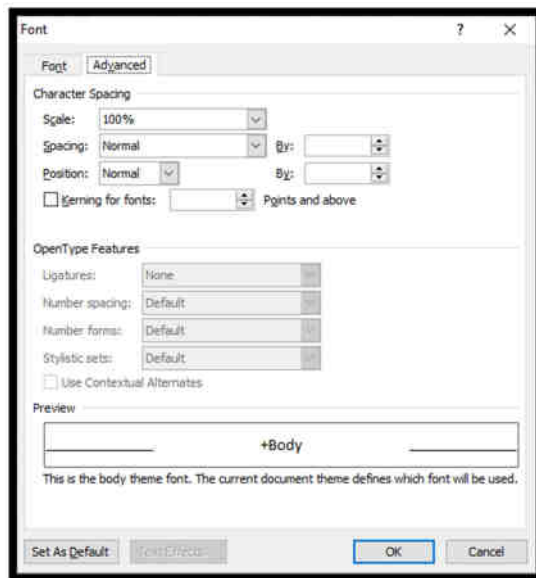 Font ? ×
Font Advanced
Character Spacing
Scale: 100%
Spacing: Normal By:
Position: Normal By:
Kerning for fonts: Points and above
OpenType Features
Ligatures: None
Number spacing: Default
Number forms: Default
Stylistic sets: Default
Use Contextual Alternates
Preview
+Body
This is the body theme font. The current document theme defines which font will be used.
Set As Default Text Effects... OK Cancel